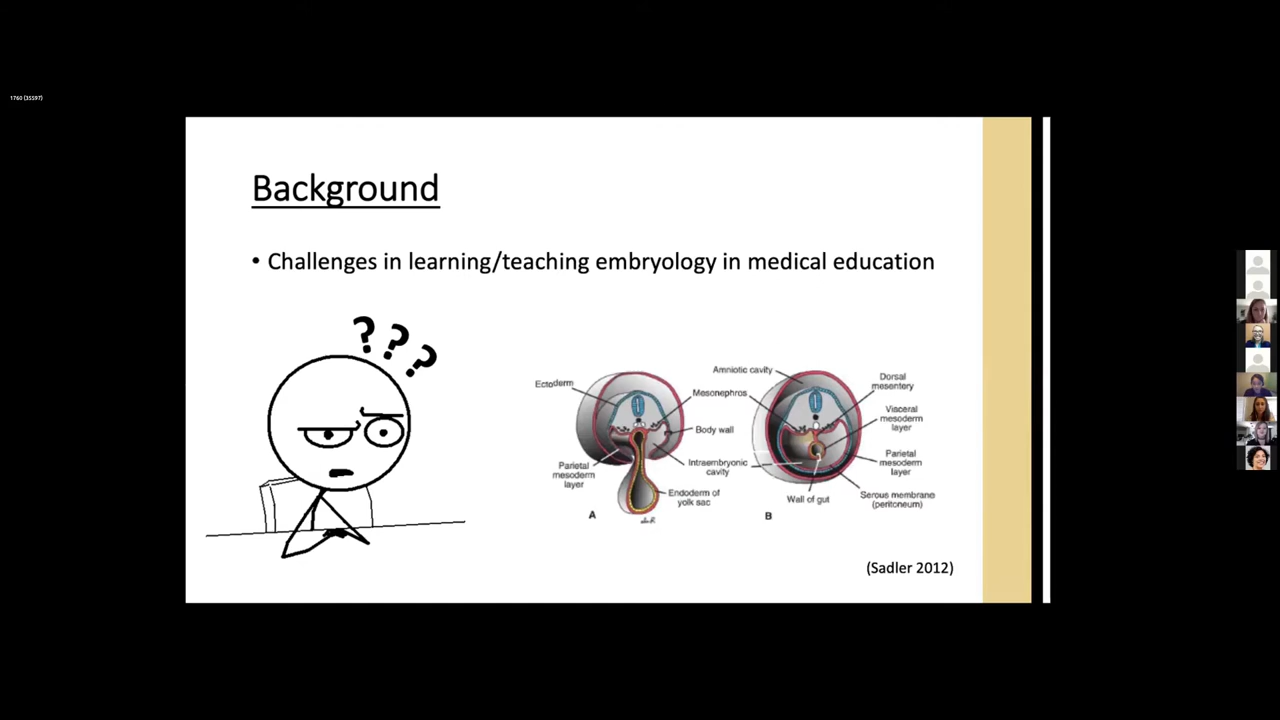 1760 (35597)
Background
• Challenges in learning/teaching embryology in medical education
???
Ectoderm
Amniotic cavity
Mesonephros
Dorsal
mesentery
Visceral
mesoderm
layer
Body wall
Parietal
mesoderm
layer
Intraembryonic
cavity
Parietal
mesoderm
layer
Endoderm of
yolk sac
Wall of gut
Serous membrane
(peritoneum)
A
B
(Sadler 2012)